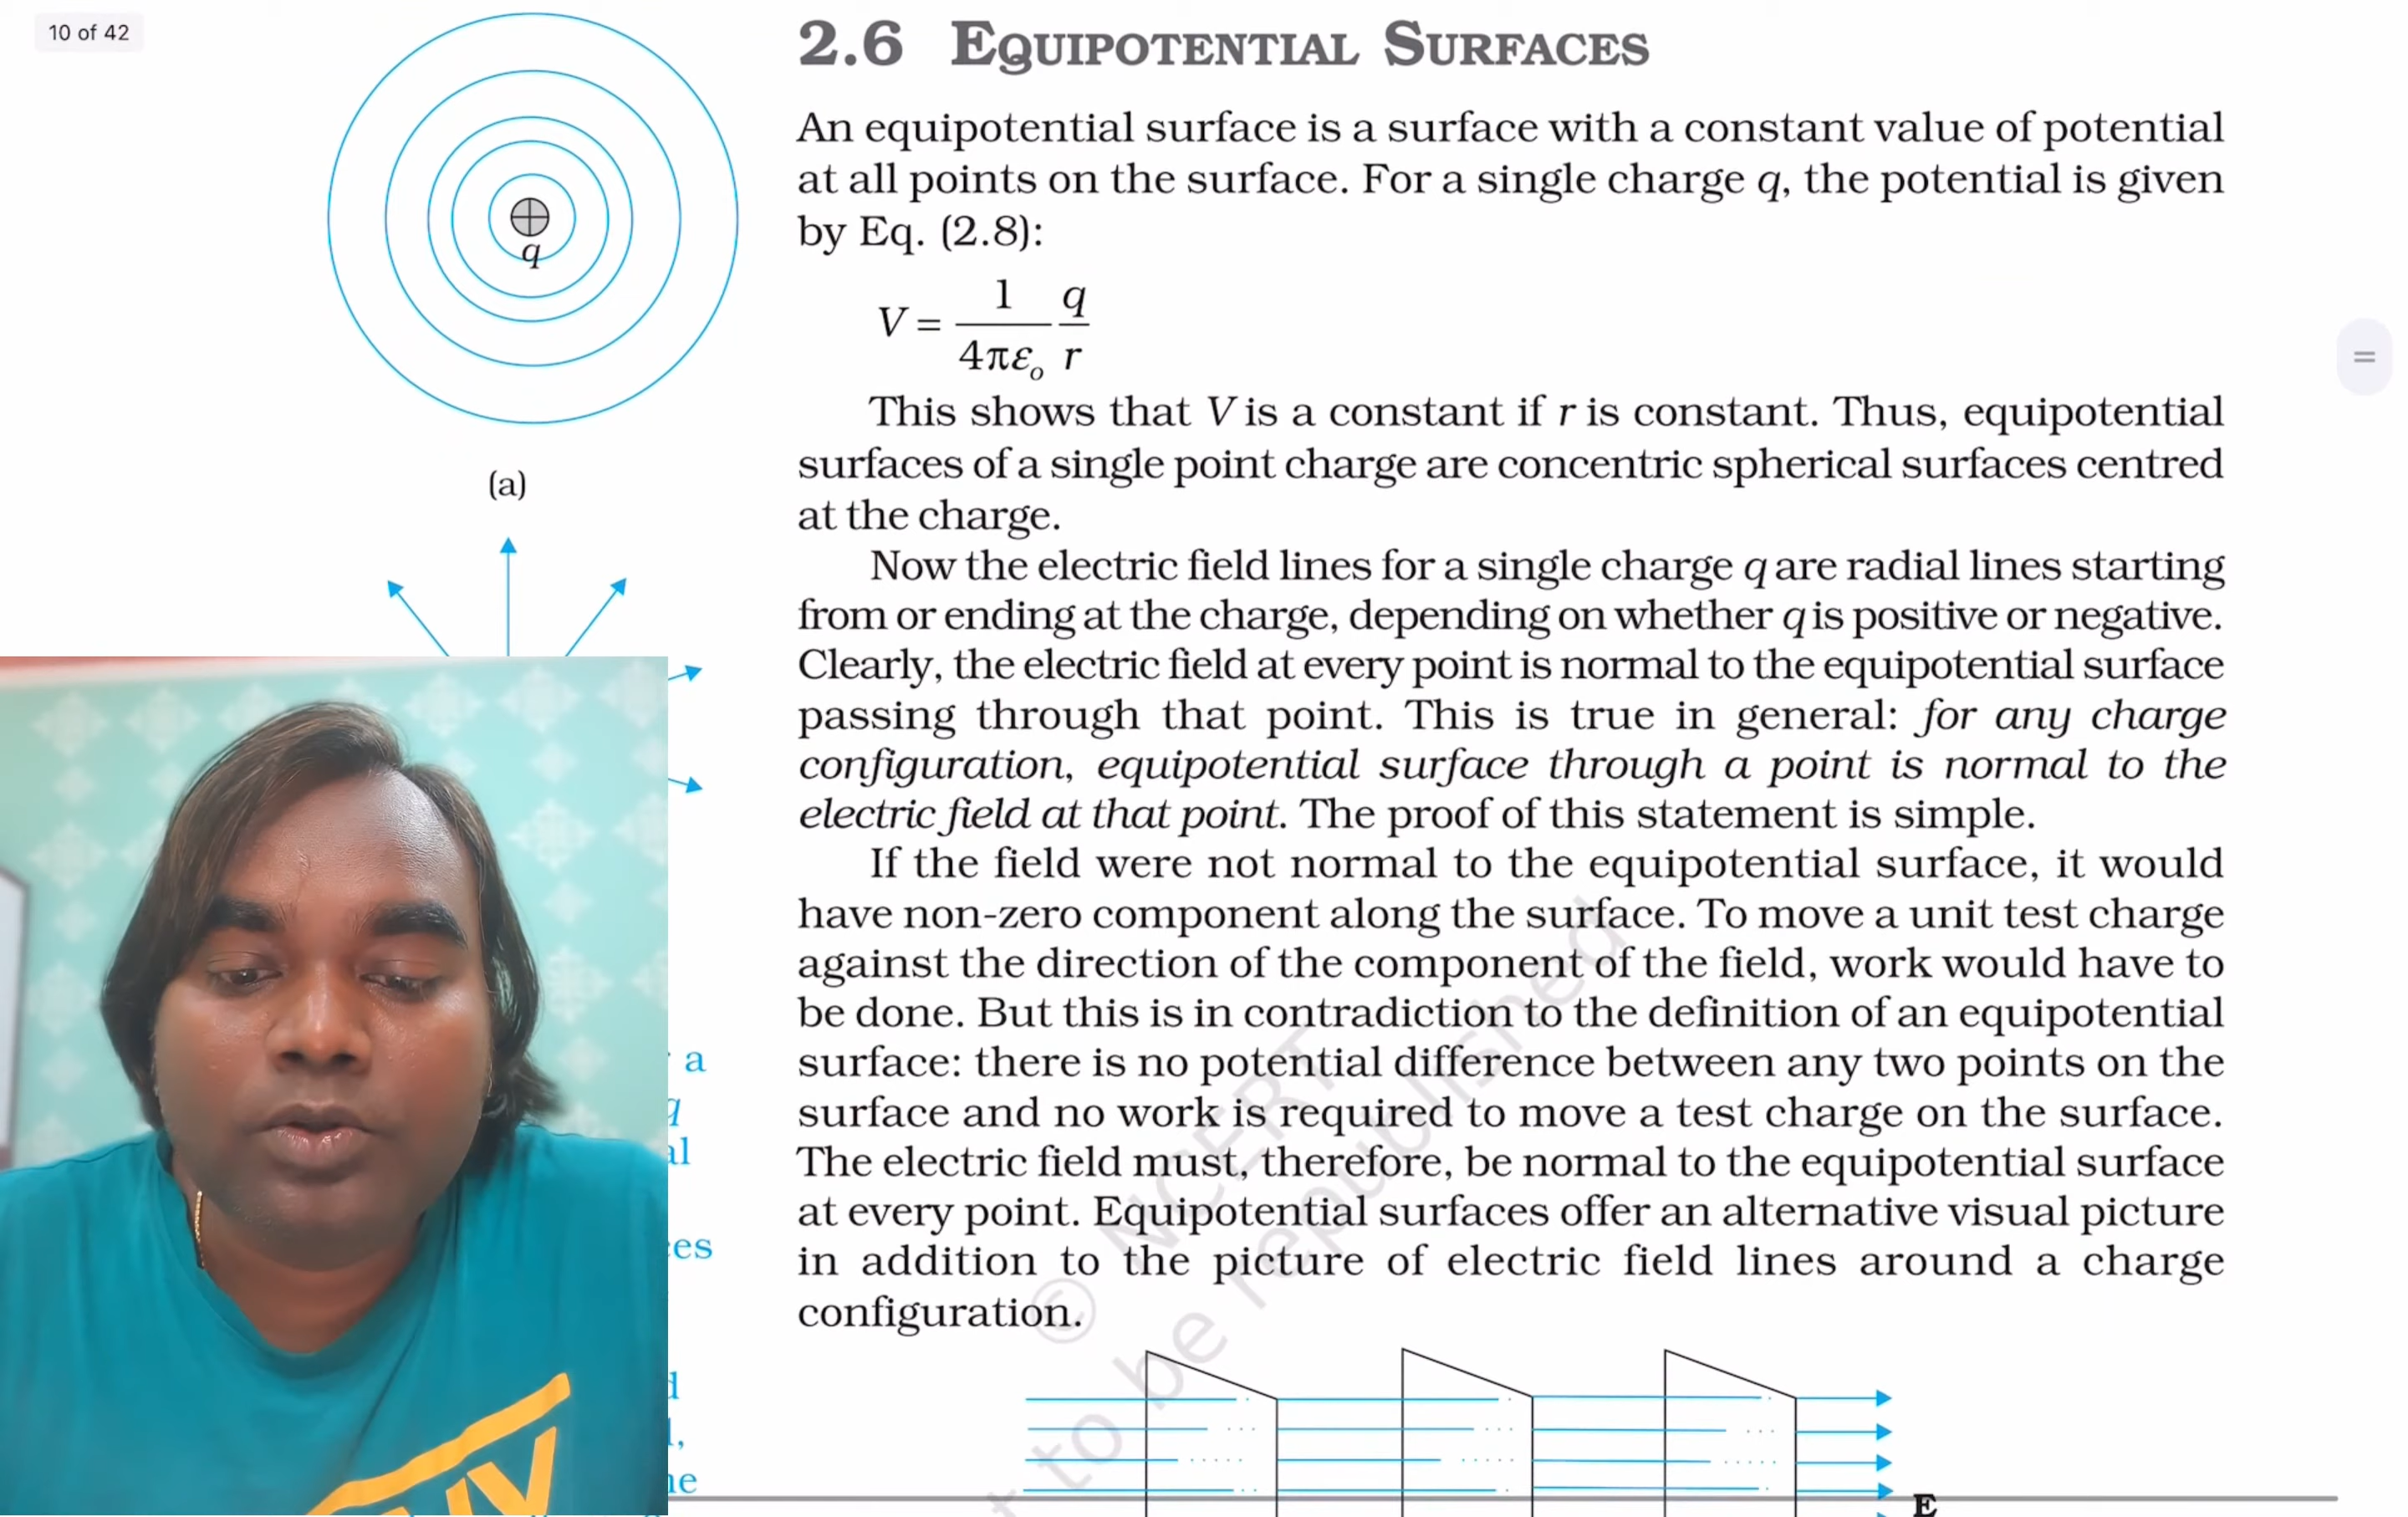 10 of 42
2.6 EQUIPOTENTIAL SURFACES
An equipotential surface is a surface with a constant value of potential
at all points on the surface. For a single charge q, the potential is given
by Eq. (2.8):
V = 1/4πεo q/r
This shows that V is a constant if r is constant. Thus, equipotential
surfaces of a single point charge are concentric spherical surfaces centred
at the charge.
Now the electric field lines for a single charge q are radial lines starting
from or ending at the charge, depending on whether q is positive or negative.
Clearly, the electric field at every point is normal to the equipotential surface
passing through that point. This is true in general: for any charge
configuration, equipotential surface through a point is normal to the
electric field at that point. The proof of this statement is simple.
If the field were not normal to the equipotential surface, it would
have non-zero component along the surface. To move a unit test charge
against the direction of the component of the field, work would have to
be done. But this is in contradiction to the definition of an equipotential
surface: there is no potential difference between any two points on the
surface and no work is required to move a test charge on the surface.
The electric field must, therefore, be normal to the equipotential surface
at every point. Equipotential surfaces offer an alternative visual picture
in addition to the picture of electric field lines around a charge
configuration.
q
(a)
a
q
al
es
d
,
ne
E
© NCERT
t to be republished